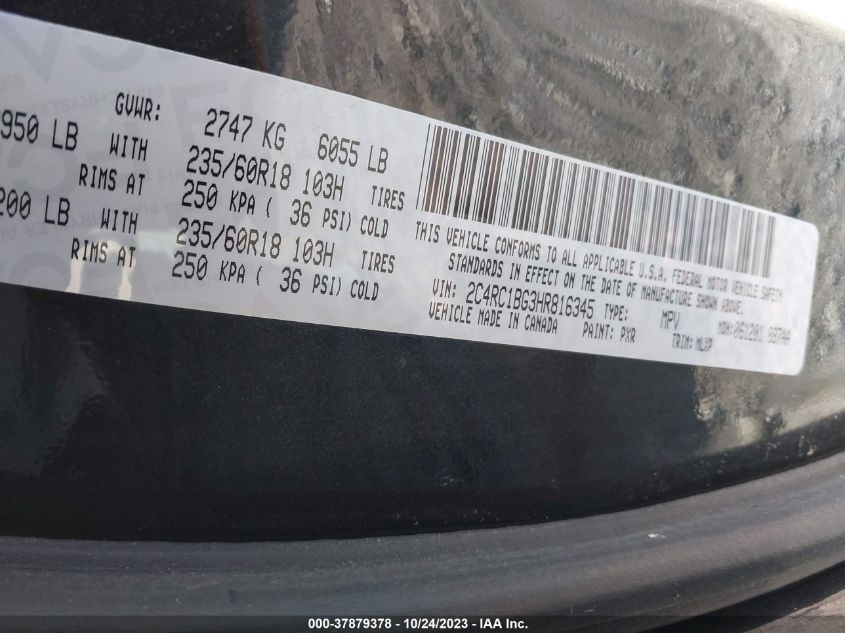 GVWR: 2747 KG 6055 LB
950 LB WITH 235/60R18 103H TIRES
RIMS AT 250 KPA ( 36 PSI) COLD
200 LB WITH 235/60R18 103H TIRES
RIMS AT 250 KPA ( 36 PSI) COLD
THIS VEHICLE CONFORMS TO ALL APPLICABLE U.S.A. FEDERAL MOTOR VEHICLE SAFETY
STANDARDS IN EFFECT ON THE DATE OF MANUFACTURE SHOWN ABOVE.
VIN: 2C4RC1BG3HR816345 TYPE: MPV
VEHICLE MADE IN CANADA PAINT: PXR MDH:
TRIM:
000-37879378 | 10/24/2023 - IAA Inc.